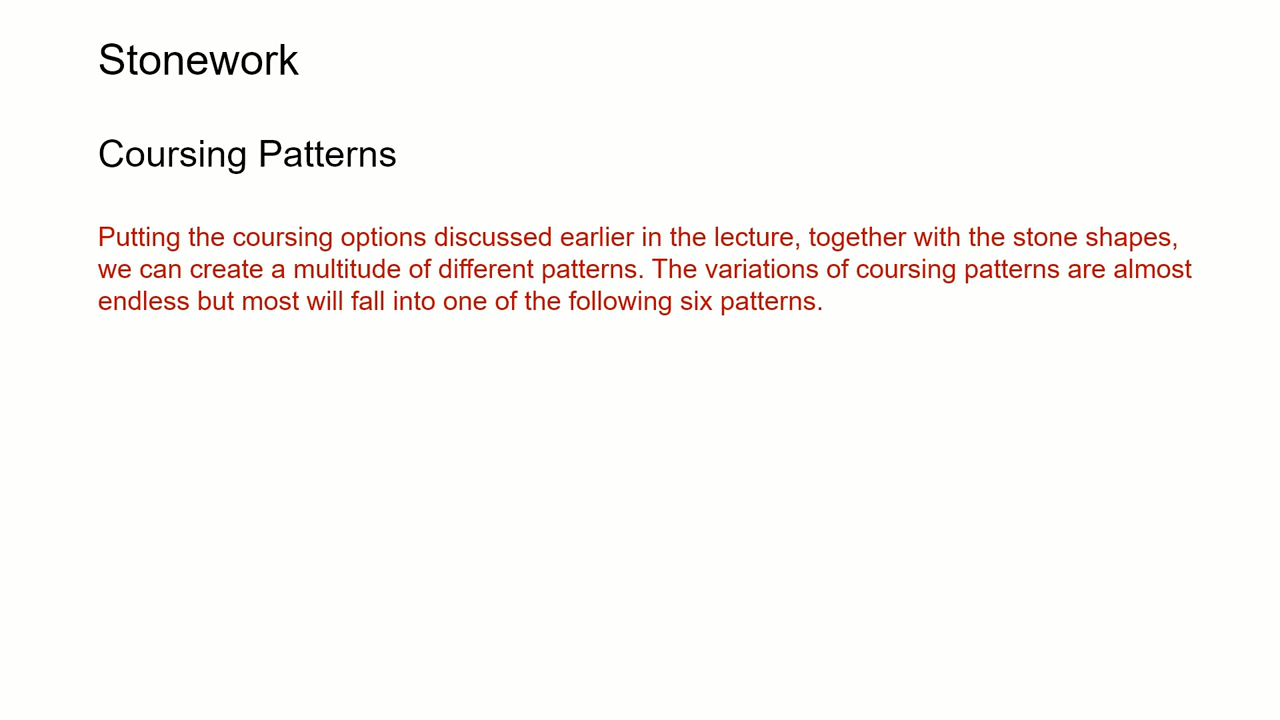 Stonework
Coursing Patterns
Putting the coursing options discussed earlier in the lecture, together with the stone shapes,
we can create a multitude of different patterns. The variations of coursing patterns are almost
endless but most will fall into one of the following six patterns.